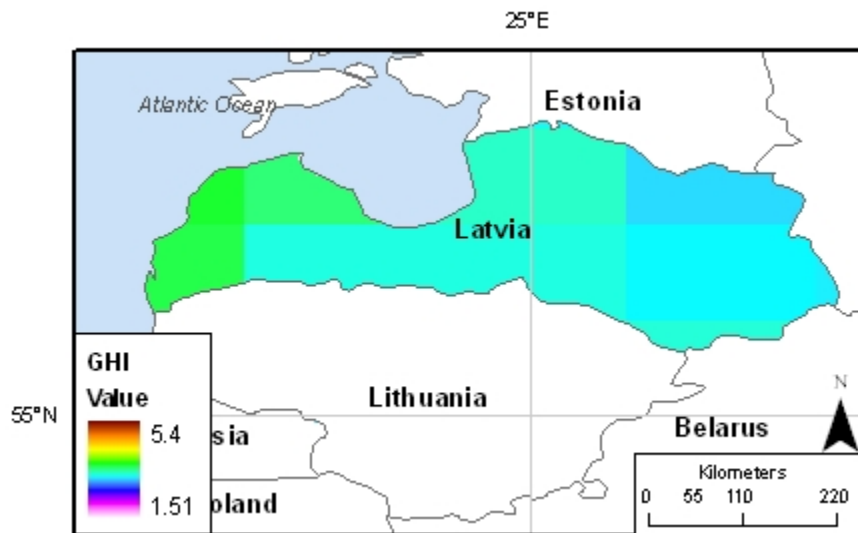 25°E
Atlantic Ocean
Estonia
Latvia
GHI
Value
5.4
1.51
55°N
Lithuania
sia
oland
Belarus
N
Kilometers
0 55 110 220